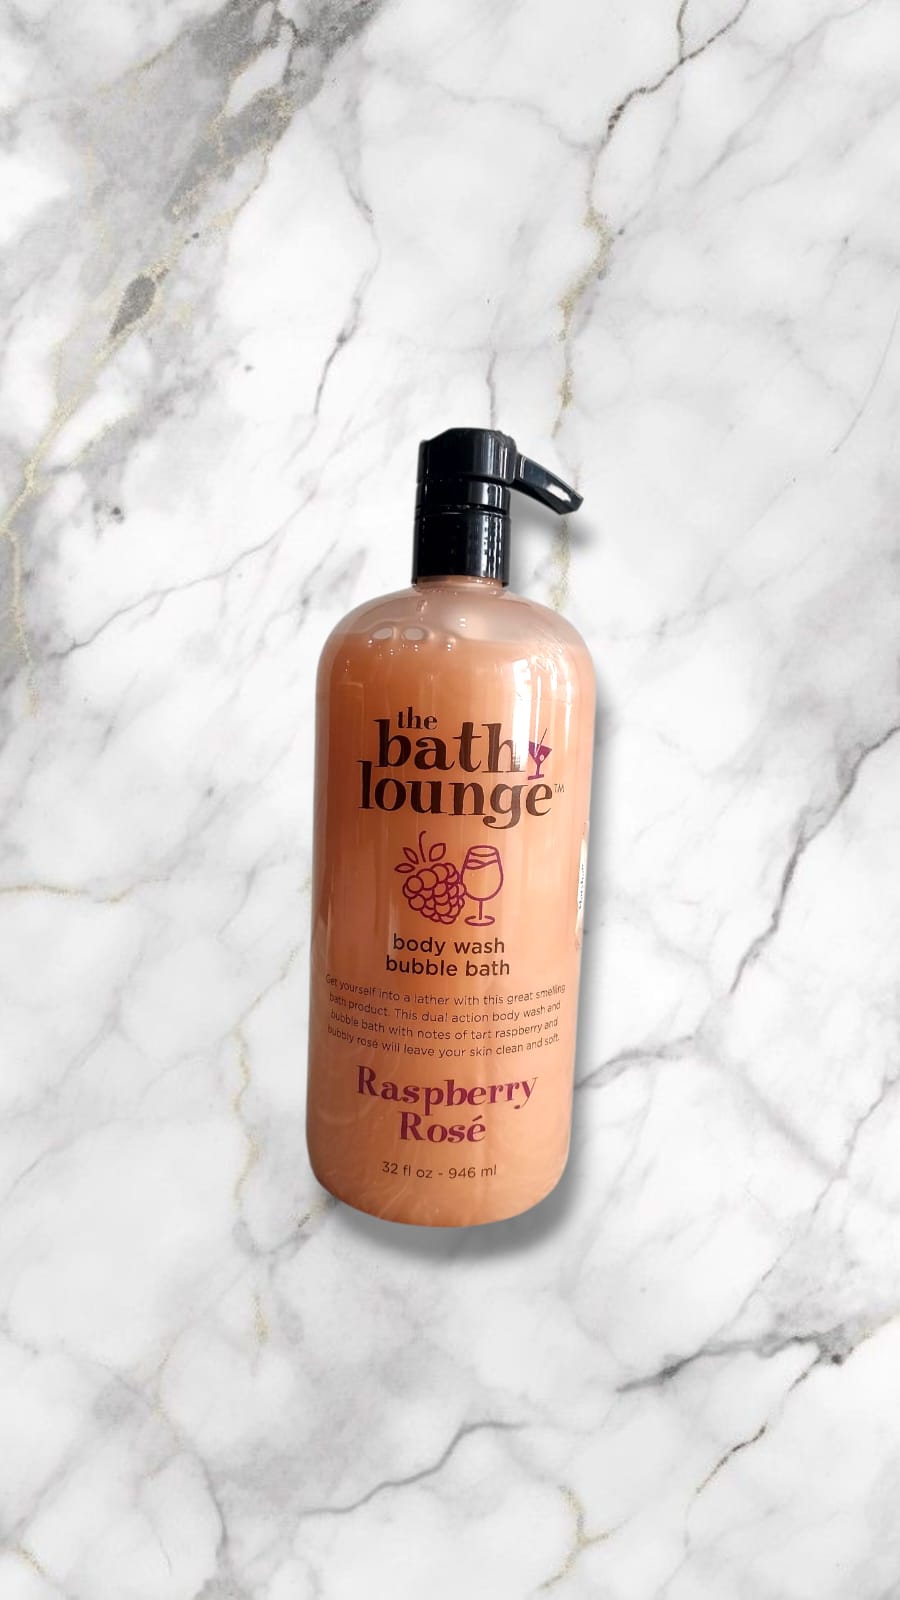 the
bath
lounge™
body wash
bubble bath
Get yourself into a lather with this great smelling
bath product. This dual action body wash and
bubble bath with notes of tart raspberry and
bubbly rosé will leave your skin clean and soft.
Raspberry
Rosé
32 fl oz - 946 ml